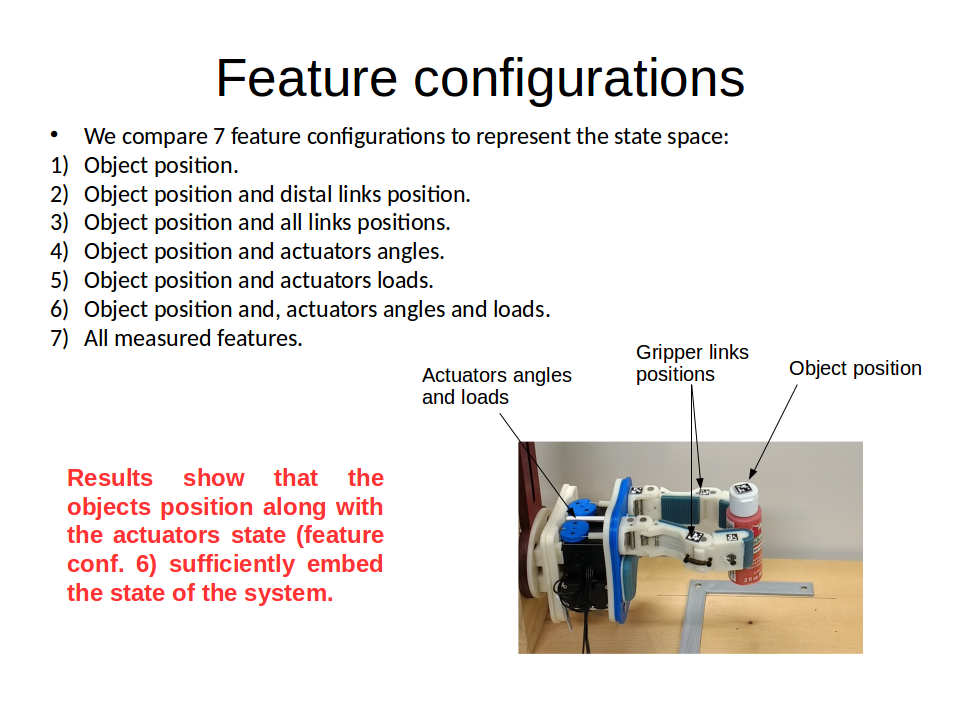 Feature configurations
• We compare 7 feature configurations to represent the state space:
1) Object position.
2) Object position and distal links position.
3) Object position and all links positions.
4) Object position and actuators angles.
5) Object position and actuators loads.
6) Object position and, actuators angles and loads.
7) All measured features.
Gripper links
positions
Object position
Actuators angles
and loads
Results show that the
objects position along with
the actuators state (feature
conf. 6) sufficiently embed
the state of the system.